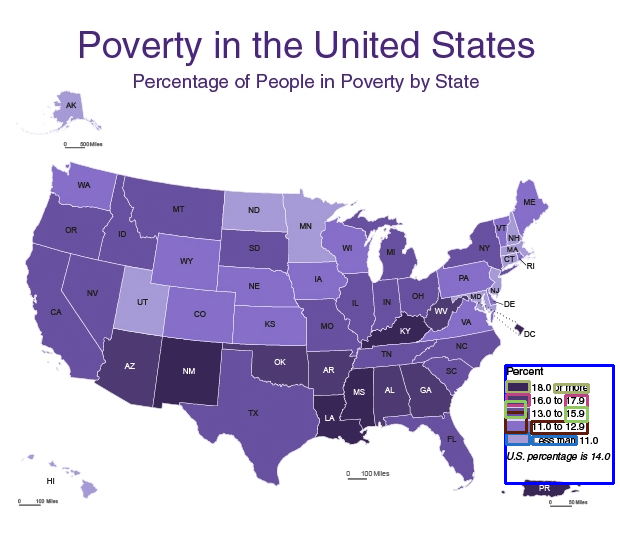 Poverty in the United States
Percentage of People in Poverty by State
AK
0 500 Miles
WA
ME
MT
ND
MN
VT
NH
OR
ID
WI
MI
NY
MA
SD
CT
RI
WY
IA
PA
NJ
NE
OH
MD
DE
NV
UT
IL
IN
WV
CA
CO
VA
DC
KS
MO
KY
NC
TN
AZ
NM
OK
AR
SC
Percent
MS
AL
GA
18.0 or more
16.0 to 17.9
TX
LA
13.0 to 15.9
11.0 to 12.9
FL
Less than 11.0
U.S. percentage is 14.0
0 100 Miles
HI
PR
0 100 Miles
0 50 Miles